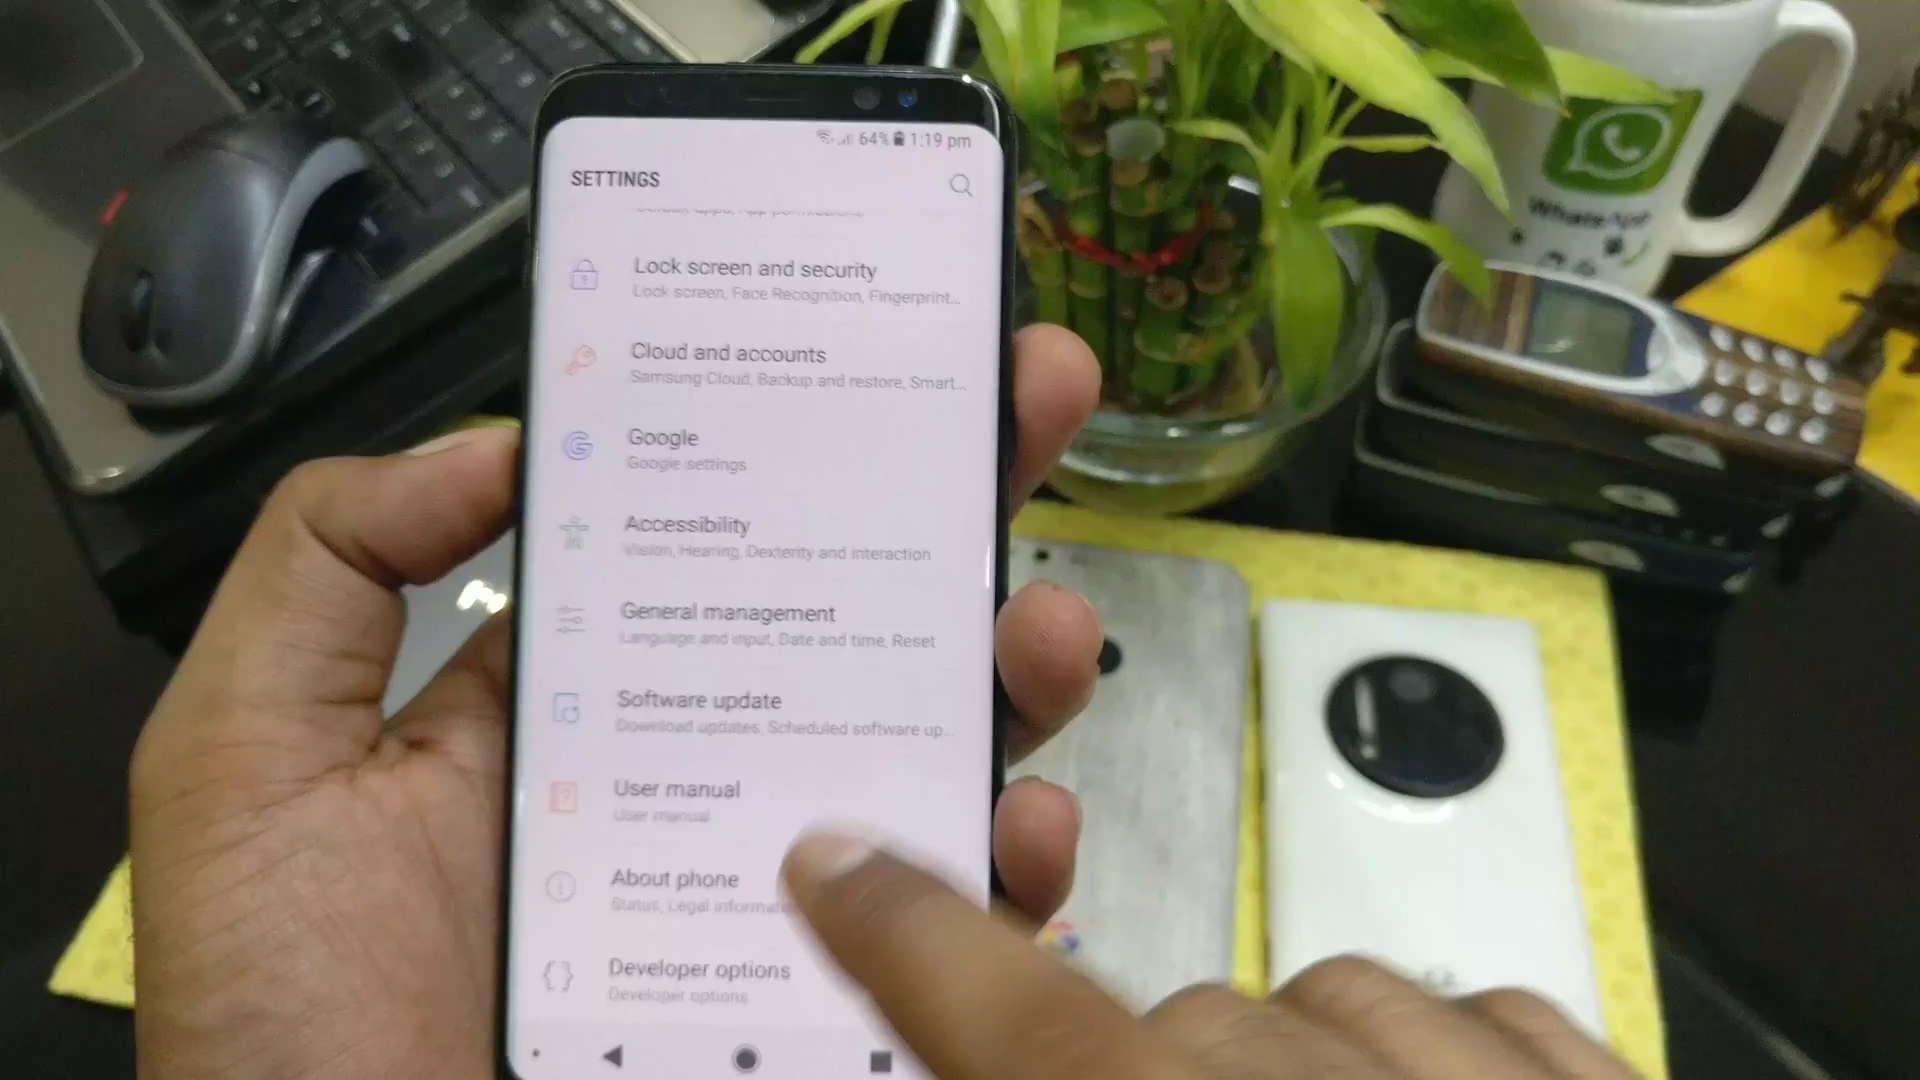 64% 1:19 pm
SETTINGS
Lock screen and security
Lock screen, Face Recognition, Fingerprint...
Cloud and accounts
Samsung Cloud, Backup and restore, Smart...
Google
Google settings
Accessibility
Vision, Hearing, Dexterity and interaction
General management
Language and input, Date and time, Reset
Software update
Download updates, Scheduled software up...
User manual
User manual
About phone
Status, Legal
Developer options
Developer options
WhatsApp